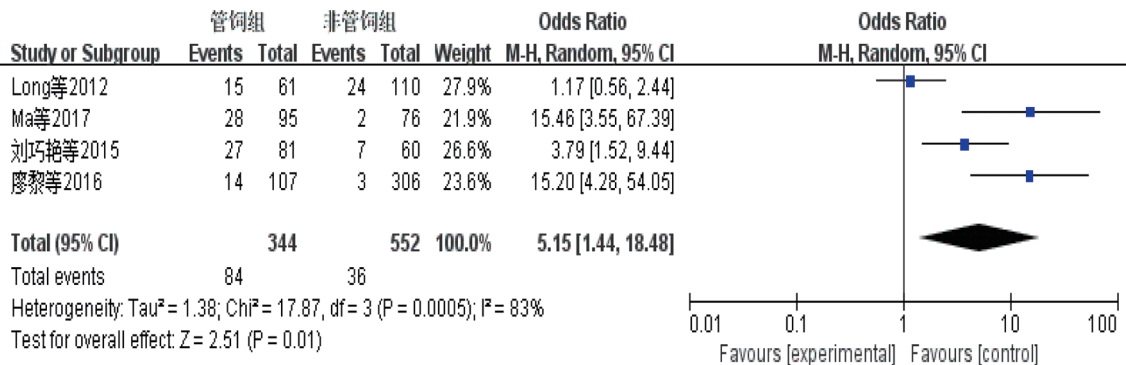 管饲组 非管饲组 Odds Ratio Odds Ratio
Study or Subgroup Events Total Events Total Weight M-H, Random, 95% CI M-H, Random, 95% CI
Long等2012 15 61 24 110 27.9% 1.17 [0.56, 2.44]
Ma等2017 28 95 2 76 21.9% 15.46 [3.55, 67.39]
刘巧艳等2015 27 81 7 60 26.6% 3.79 [1.52, 9.44]
廖黎等2016 14 107 3 306 23.6% 15.20 [4.28, 54.05]
Total (95% CI) 344 552 100.0% 5.15 [1.44, 18.48]
Total events 84 36
Heterogeneity: Tau² = 1.38; Chi² = 17.87, df = 3 (P = 0.0005); I² = 83%
Test for overall effect: Z = 2.51 (P = 0.01)
0.01 0.1 1 10 100
Favours [experimental] Favours [control]